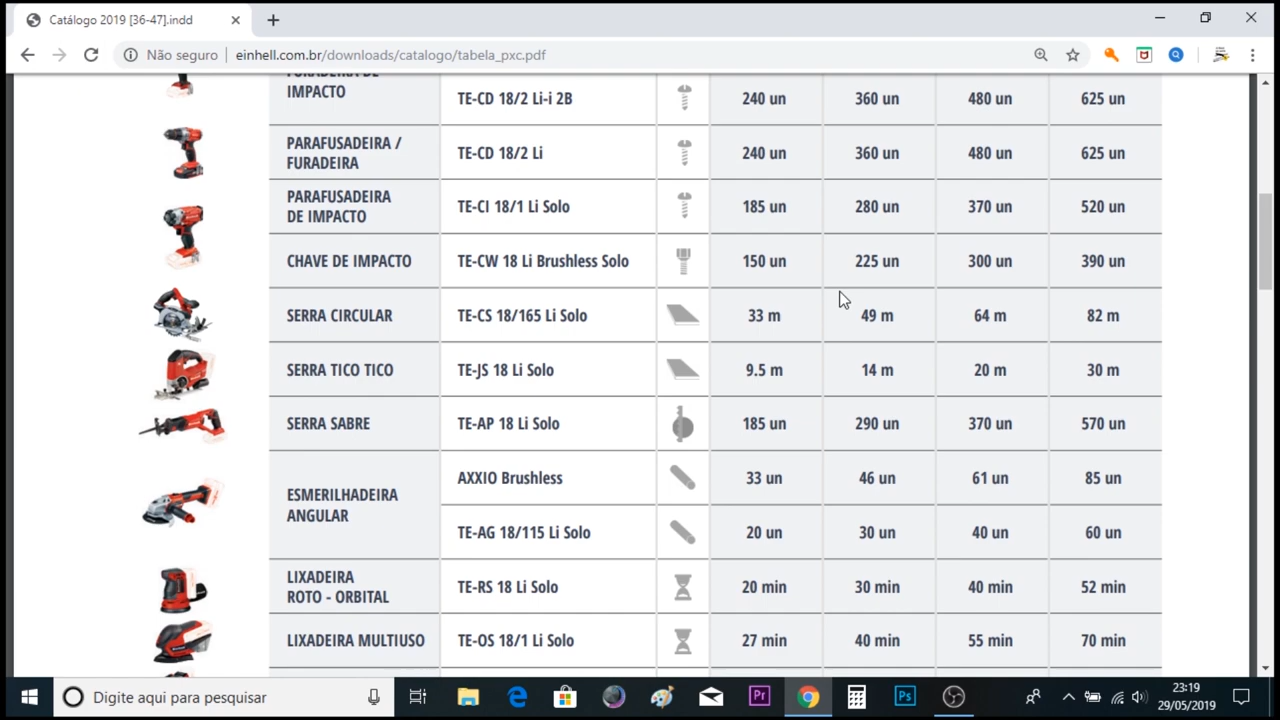 Catálogo 2019 [36-47].indd
Não seguro
einhell.com.br/downloads/catalogo/tabela_pxc.pdf
FURADEIRA DE
IMPACTO
TE-CD 18/2 Li-i 2B
240 un
360 un
480 un
625 un
PARAFUSADEIRA /
FURADEIRA
TE-CD 18/2 Li
240 un
360 un
480 un
625 un
PARAFUSADEIRA
DE IMPACTO
TE-CI 18/1 Li Solo
185 un
280 un
370 un
520 un
CHAVE DE IMPACTO
TE-CW 18 Li Brushless Solo
150 un
225 un
300 un
390 un
SERRA CIRCULAR
TE-CS 18/165 Li Solo
33 m
49 m
64 m
82 m
SERRA TICO TICO
TE-JS 18 Li Solo
9.5 m
14 m
20 m
30 m
SERRA SABRE
TE-AP 18 Li Solo
185 un
290 un
370 un
570 un
ESMERILHADEIRA
ANGULAR
AXXIO Brushless
33 un
46 un
61 un
85 un
TE-AG 18/115 Li Solo
20 un
30 un
40 un
60 un
LIXADEIRA
ROTO - ORBITAL
TE-RS 18 Li Solo
20 min
30 min
40 min
52 min
LIXADEIRA MULTIUSO
TE-OS 18/1 Li Solo
27 min
40 min
55 min
70 min
Digite aqui para pesquisar
Pr
Ps
23:19
29/05/2019